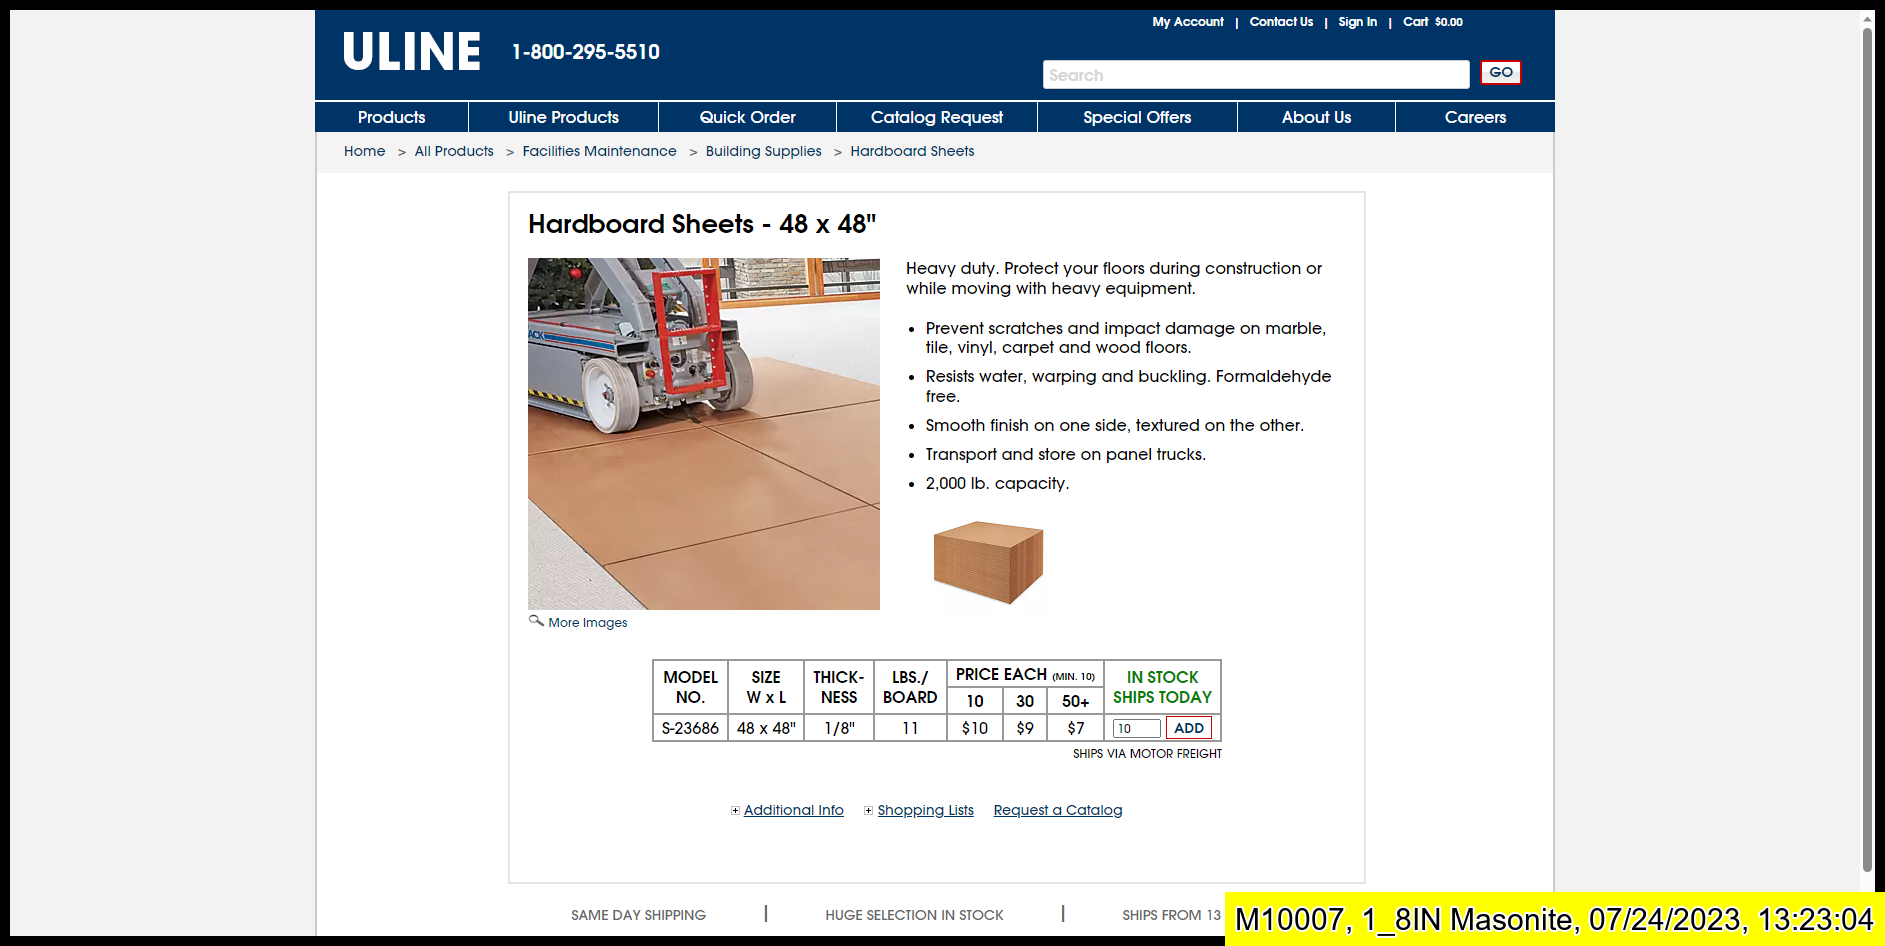 My Account | Contact Us | Sign In | Cart $0.00
ULINE 1-800-295-5510
Search GO
Products Uline Products Quick Order Catalog Request Special Offers About Us Careers
Home > All Products > Facilities Maintenance > Building Supplies > Hardboard Sheets
Hardboard Sheets - 48 x 48"
Heavy duty. Protect your floors during construction or
while moving with heavy equipment.
• Prevent scratches and impact damage on marble,
tile, vinyl, carpet and wood floors.
• Resists water, warping and buckling. Formaldehyde
free.
• Smooth finish on one side, textured on the other.
• Transport and store on panel trucks.
• 2,000 lb. capacity.
More Images
MODEL NO. SIZE W x L THICK-NESS LBS./BOARD PRICE EACH (MIN. 10) IN STOCK SHIPS TODAY
10 30 50+
S-23686 48 x 48" 1/8" 11 $10 $9 $7 10 ADD
SHIPS VIA MOTOR FREIGHT
Additional Info Shopping Lists Request a Catalog
SAME DAY SHIPPING | HUGE SELECTION IN STOCK | SHIPS FROM 13
M10007, 1_8IN Masonite, 07/24/2023, 13:23:04